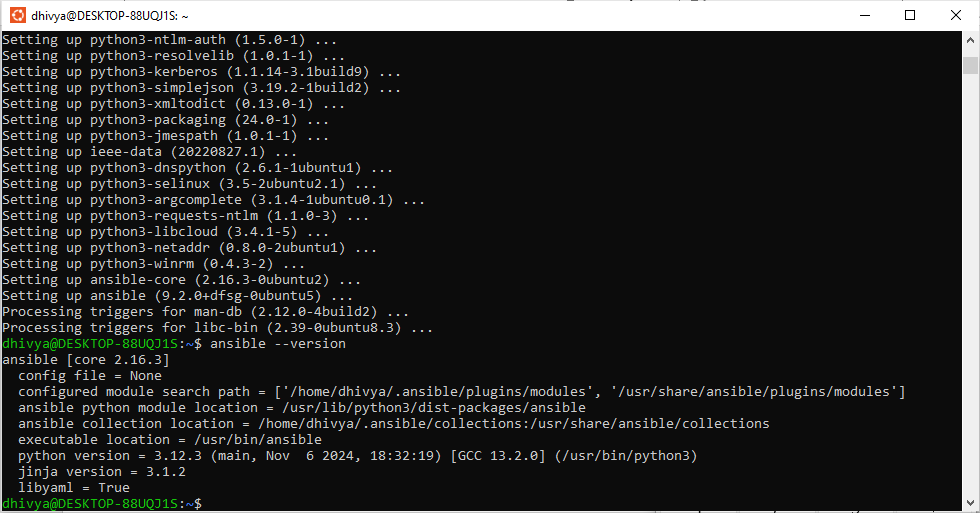 dhivya@DESKTOP-88UQJ1S: ~
Setting up python3-ntlm-auth (1.5.0-1) ...
Setting up python3-resolvelib (1.0.1-1) ...
Setting up python3-kerberos (1.1.14-3.1build9) ...
Setting up python3-simplejson (3.19.2-1build2) ...
Setting up python3-xmltodict (0.13.0-1) ...
Setting up python3-packaging (24.0-1) ...
Setting up python3-jmespath (1.0.1-1) ...
Setting up ieee-data (20220827.1) ...
Setting up python3-dnspython (2.6.1-1ubuntu1) ...
Setting up python3-selinux (3.5-2ubuntu2.1) ...
Setting up python3-argcomplete (3.1.4-1ubuntu0.1) ...
Setting up python3-requests-ntlm (1.1.0-3) ...
Setting up python3-libcloud (3.4.1-5) ...
Setting up python3-netaddr (0.8.0-2ubuntu1) ...
Setting up python3-winrm (0.4.3-2) ...
Setting up ansible-core (2.16.3-0ubuntu2) ...
Setting up ansible (9.2.0+dfsg-0ubuntu5) ...
Processing triggers for man-db (2.12.0-4build2) ...
Processing triggers for libc-bin (2.39-0ubuntu8.3) ...
dhivya@DESKTOP-88UQJ1S:~$ ansible --version
ansible [core 2.16.3]
  config file = None
  configured module search path = ['/home/dhivya/.ansible/plugins/modules', '/usr/share/ansible/plugins/modules']
  ansible python module location = /usr/lib/python3/dist-packages/ansible
  ansible collection location = /home/dhivya/.ansible/collections:/usr/share/ansible/collections
  executable location = /usr/bin/ansible
  python version = 3.12.3 (main, Nov  6 2024, 18:32:19) [GCC 13.2.0] (/usr/bin/python3)
  jinja version = 3.1.2
  libyaml = True
dhivya@DESKTOP-88UQJ1S:~$